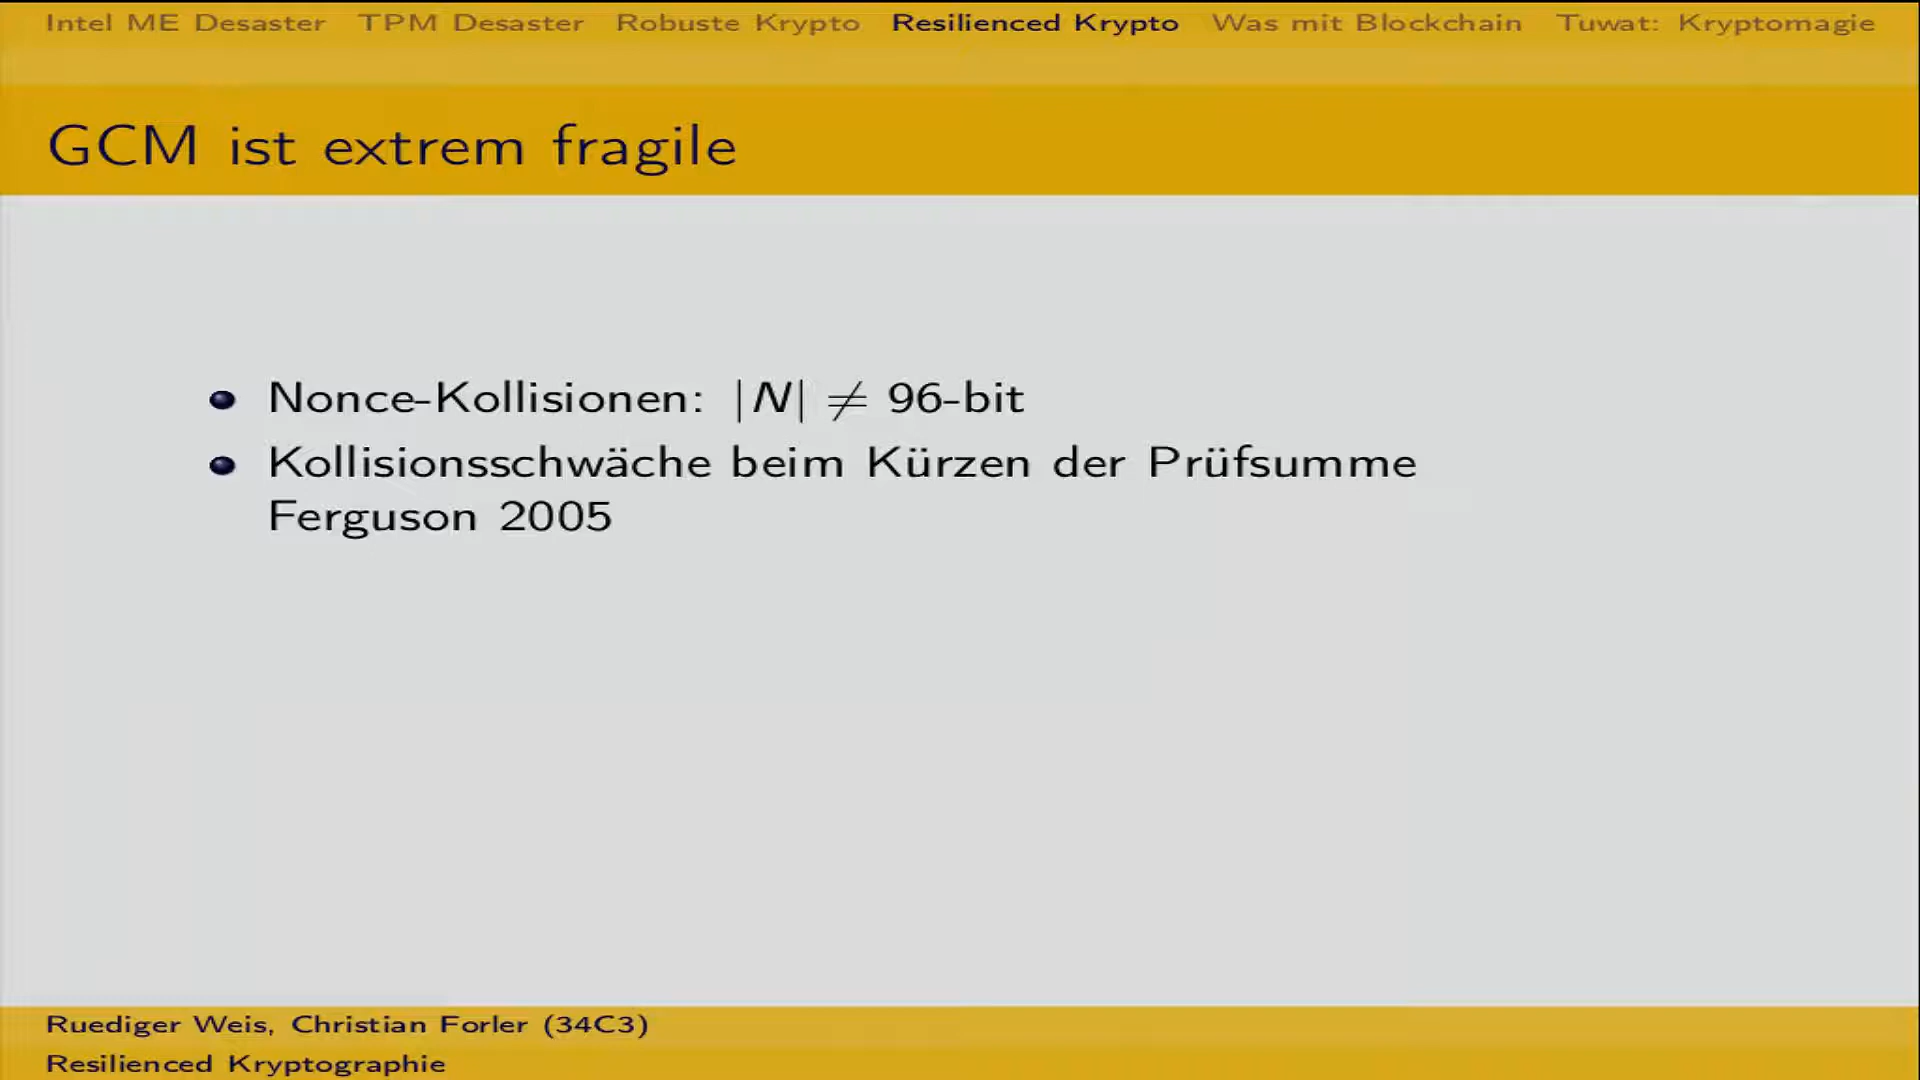 Intel ME Desaster TPM Desaster Robuste Krypto Resilienced Krypto Was mit Blockchain Tuwat: Kryptomagie
GCM ist extrem fragile
Nonce-Kollisionen: |N| ≠ 96-bit
Kollisionsschwäche beim Kürzen der Prüfsumme
Ferguson 2005
Ruediger Weis, Christian Forler (34C3)
Resilienced Kryptographie